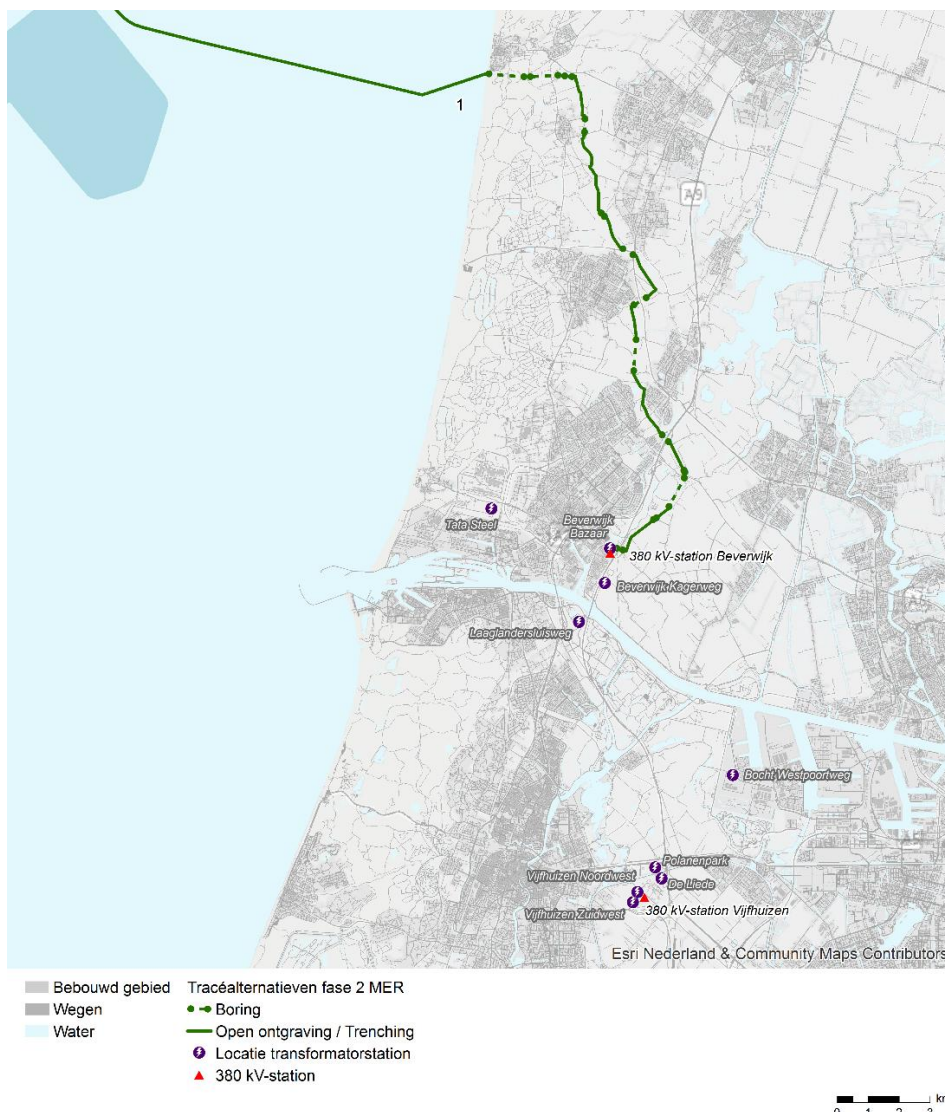 1
A9
Tata Steel
Beverwijk
Bazaar
380 kV-station Beverwijk
Beverwijk Kagerweg
Laaglandersluisweg
Bocht Westpoortweg
Polanenpark
Vijfhuizen Noordwest
De Liede
Vijfhuizen Zuidwest
380 kV-station Vijfhuizen
Esri Nederland & Community Maps Contributors
Bebouwd gebied
Wegen
Water
Tracéalternatieven fase 2 MER
Boring
Open ontgraving / Trenching
Locatie transformatorstation
380 kV-station
km
0 1 2 3